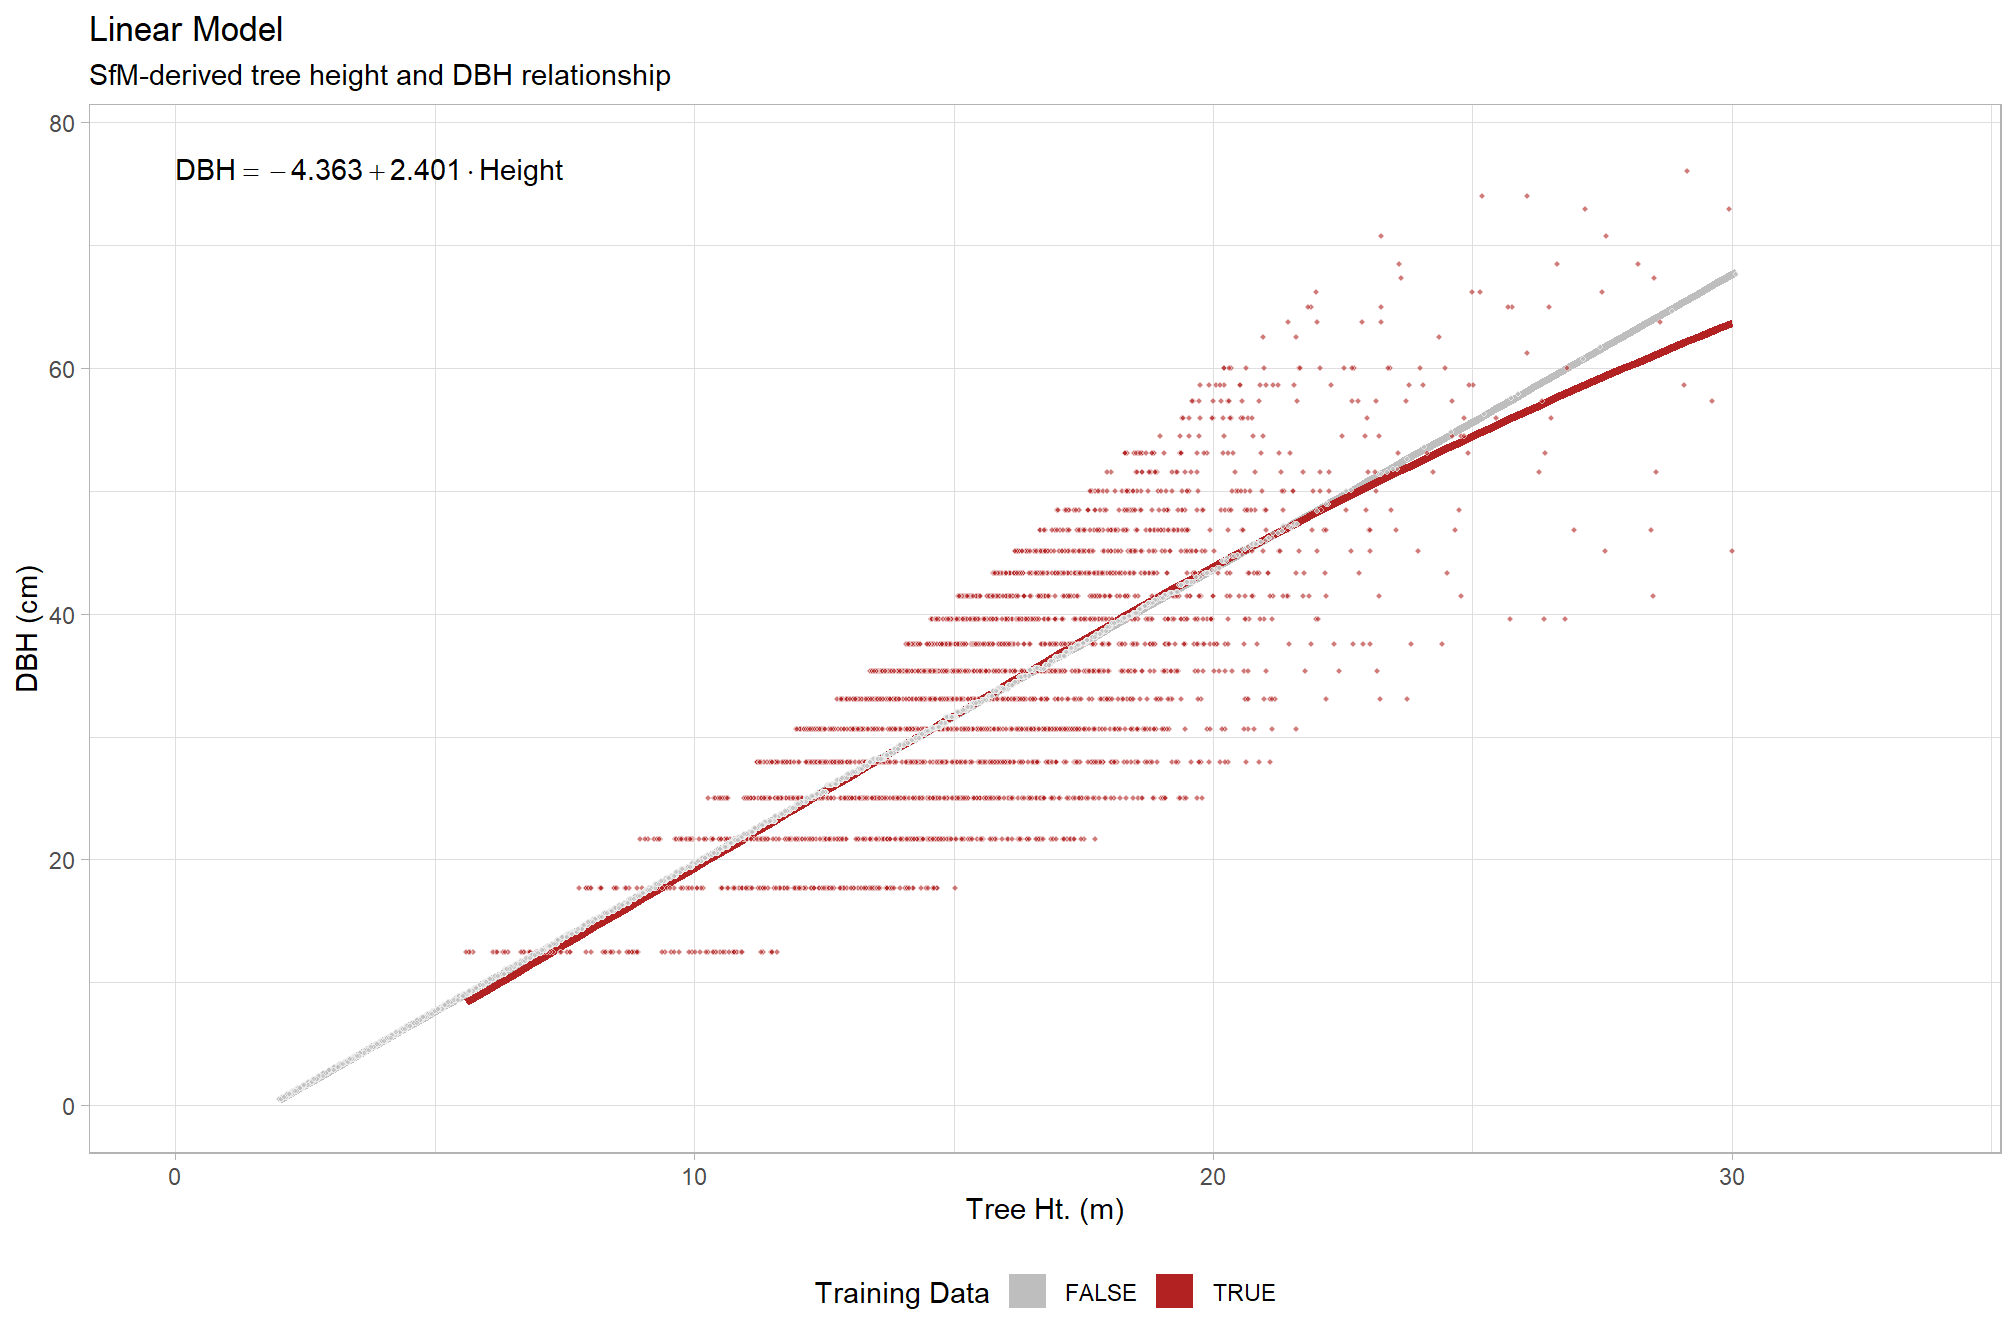 Linear Model
SfM-derived tree height and DBH relationship
80
DBH = − 4.363 + 2.401 · Height
60
DBH (cm)
40
20
0
0 10 20 30
Tree Ht. (m)
Training Data FALSE TRUE